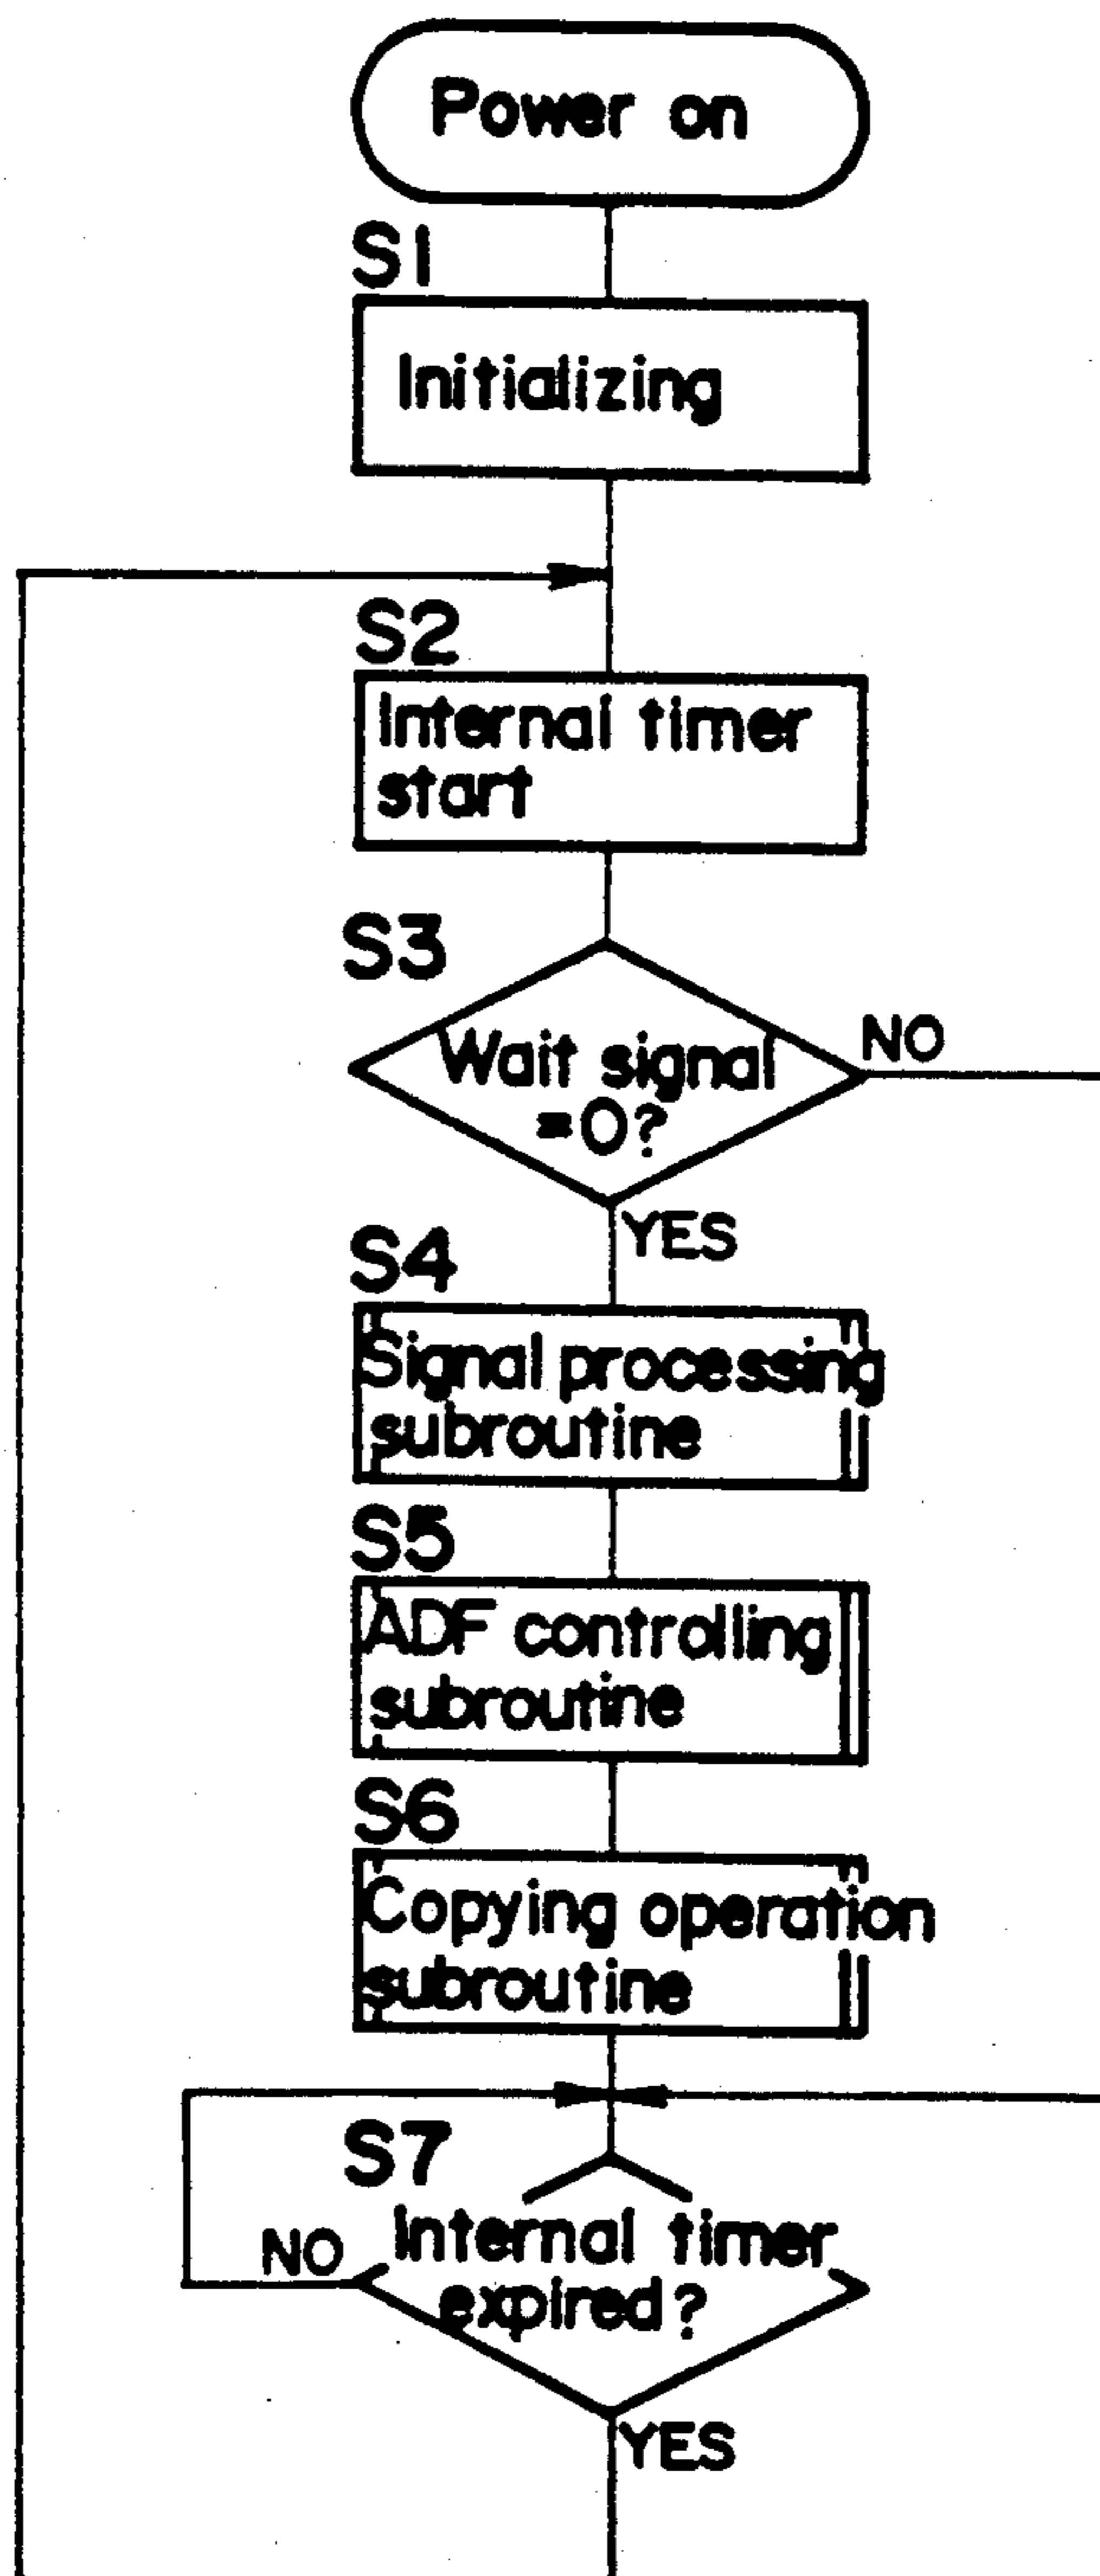 Power on
S1
Initializing
S2
Internal timer
start
S3
Wait signal
=0?
NO
YES
S4
Signal processing
subroutine
S5
ADF controlling
subroutine
S6
Copying operation
subroutine
S7
Internal timer
expired?
NO
YES